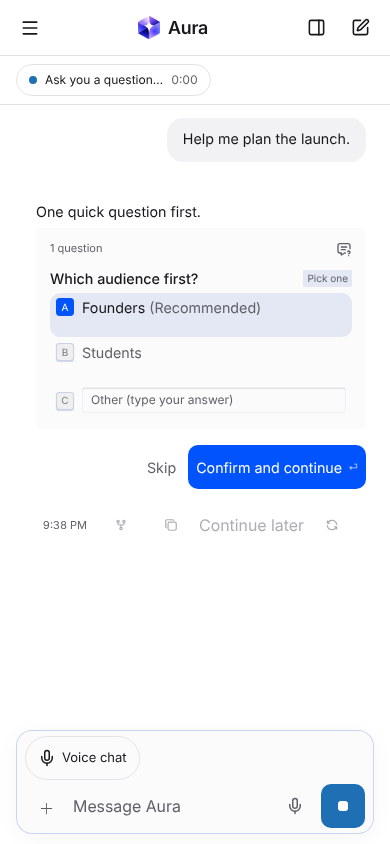 Aura
Ask you a question... 0:00
Help me plan the launch.
One quick question first.
1 question
Which audience first? Pick one
A Founders (Recommended)
B Students
C Other (type your answer)
Skip Confirm and continue
9:38 PM Continue later
Voice chat
Message Aura